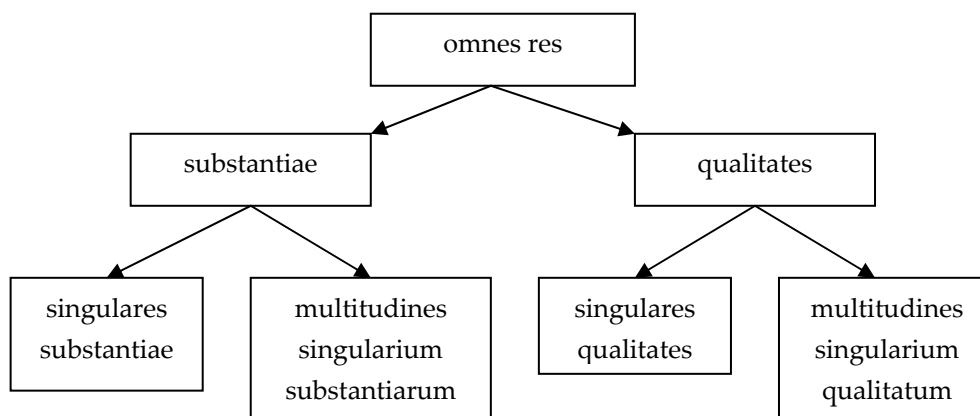 omnes res
substantiae
qualitates
singulares
substantiae
multitudines
singularium
substantiarum
singulares
qualitates
multitudines
singularium
qualitatum